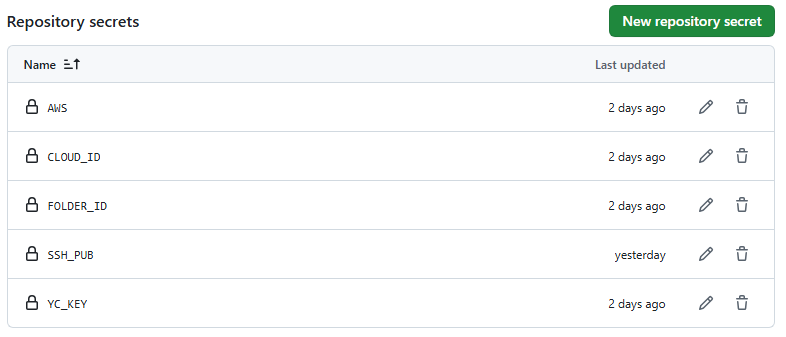 Repository secrets New repository secret
Name Last updated
AWS 2 days ago
CLOUD_ID 2 days ago
FOLDER_ID 2 days ago
SSH_PUB yesterday
YC_KEY 2 days ago